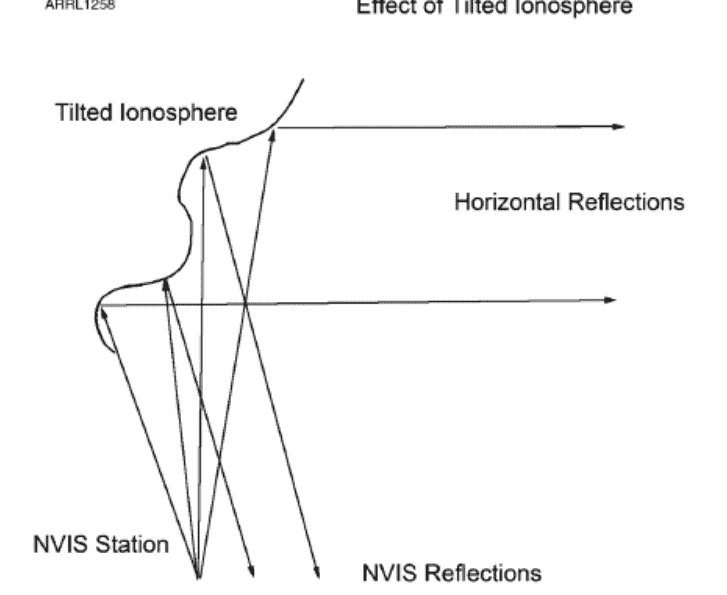 ARRL1258
Effect of Tilted Ionosphere
Tilted Ionosphere
Horizontal Reflections
NVIS Station
NVIS Reflections